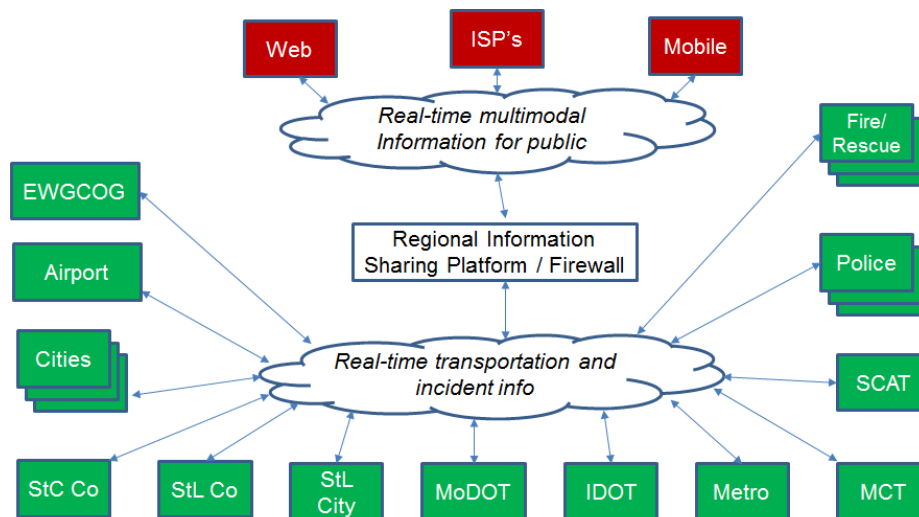 Web
ISP's
Mobile
Real-time multimodal
Information for public
Fire/
Rescue
EWGCOG
Regional Information
Sharing Platform / Firewall
Airport
Police
Cities
Real-time transportation and
incident info
SCAT
StC Co
StL Co
StL
City
MoDOT
IDOT
Metro
MCT